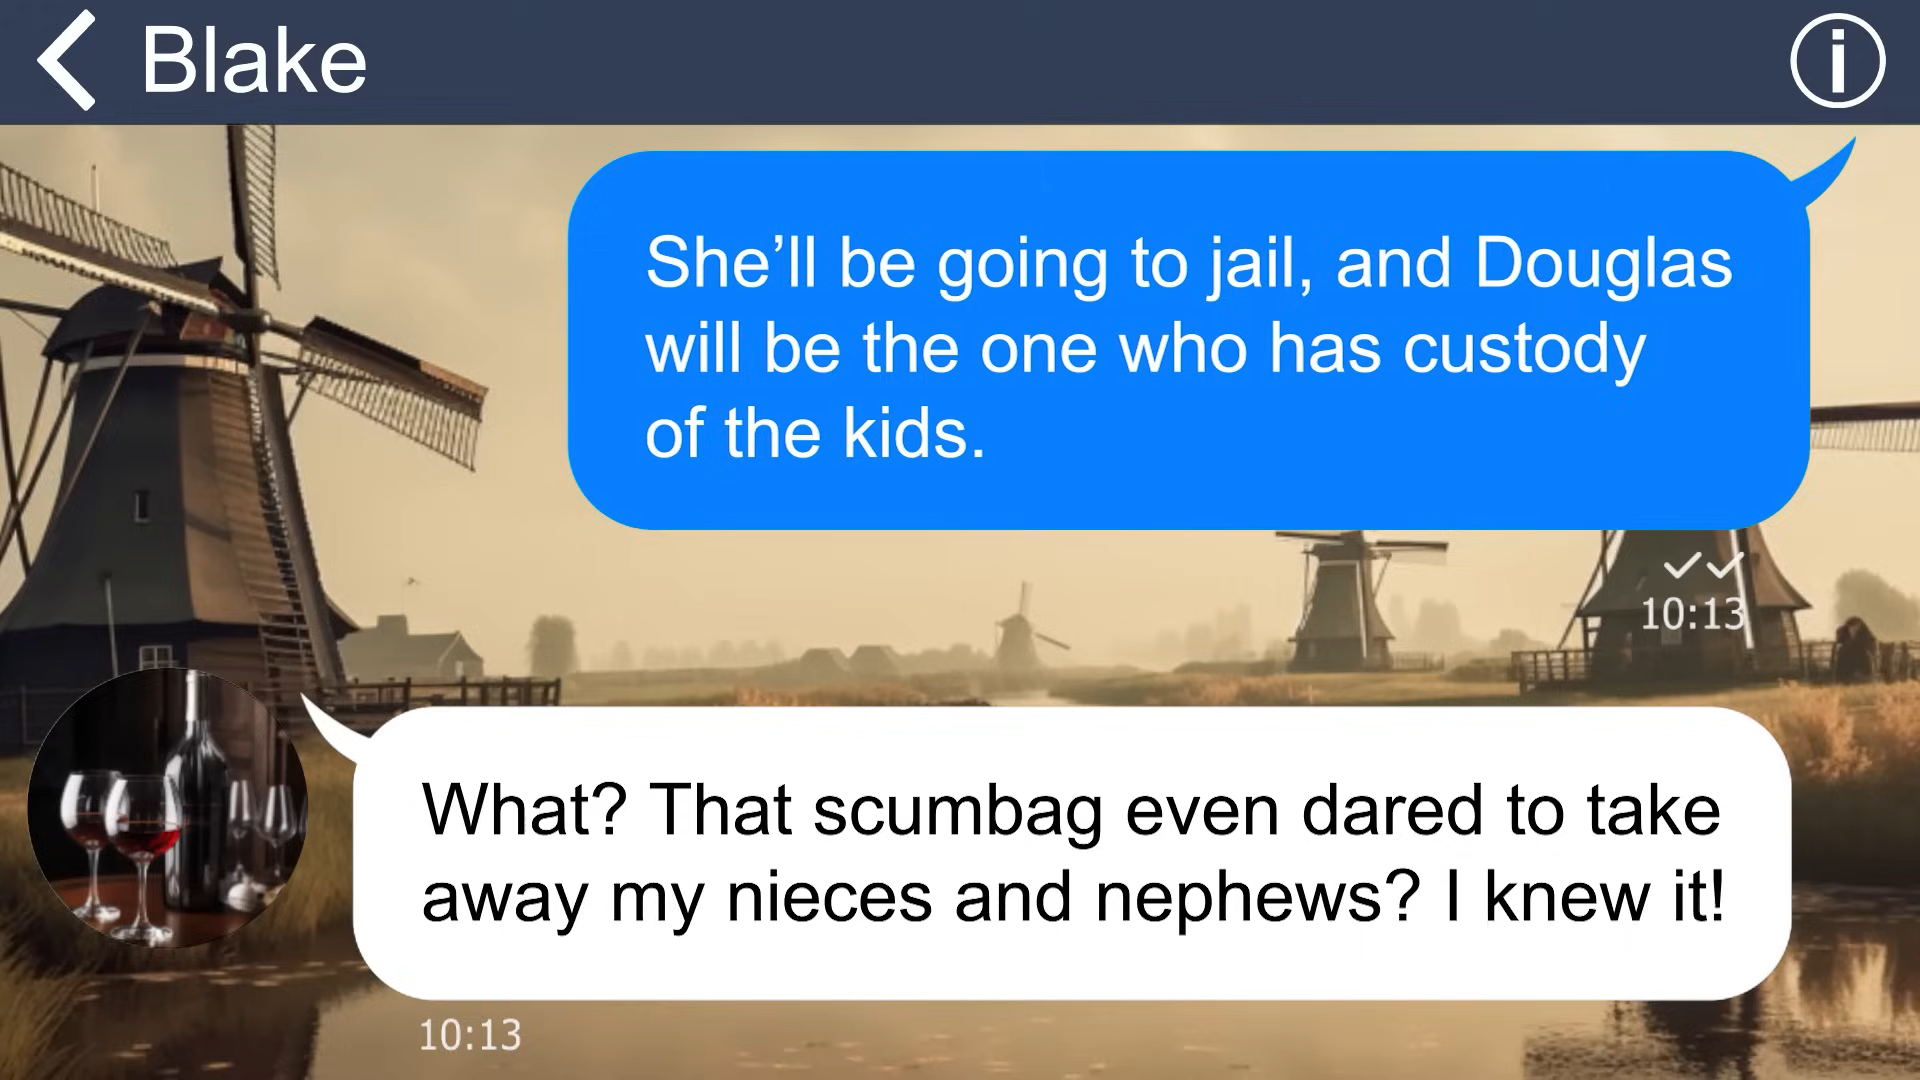 Blake
She’ll be going to jail, and Douglas
will be the one who has custody
of the kids.
10:13
What? That scumbag even dared to take
away my nieces and nephews? I knew it!
10:13